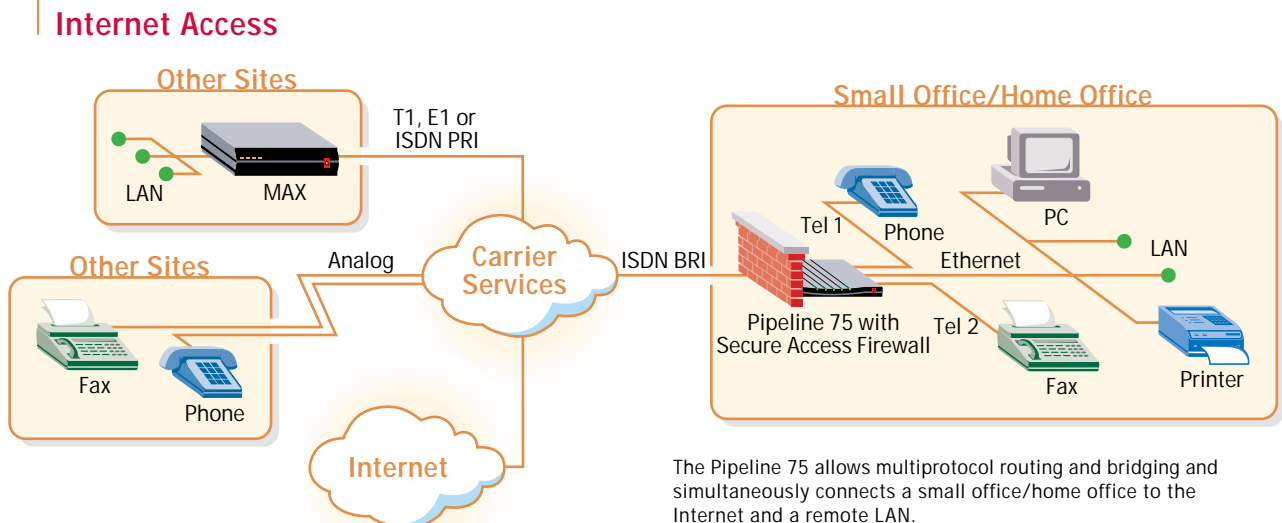 Internet Access
Other Sites
LAN
MAX
T1, E1 or
ISDN PRI
Other Sites
Fax
Phone
Analog
Carrier
Services
Internet
ISDN BRI
Small Office/Home Office
Tel 1
Phone
PC
LAN
Ethernet
Pipeline 75 with
Secure Access Firewall
Tel 2
Fax
Printer
The Pipeline 75 allows multiprotocol routing and bridging and
simultaneously connects a small office/home office to the
Internet and a remote LAN.